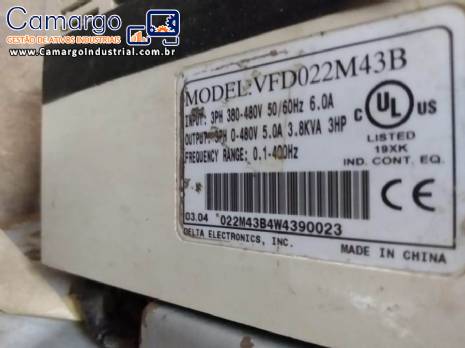 Camargo
GESTÃO DE ATIVOS INDUSTRIAIS
www.CamargoIndustrial.com.br
MODEL:VFD022M43B
INPUT: 3PH 380-480V 50/60Hz 6.0A
OUTPUT: 3PH 0-480V 5.0A 3.8KVA 3HP
FREQUENCY RANGE: 0.1-400Hz
C UL US
LISTED
19XK
IND. CONT. EQ.
03.04 022M43B4W4390023
DELTA ELECTRONICS, INC.
MADE IN CHINA